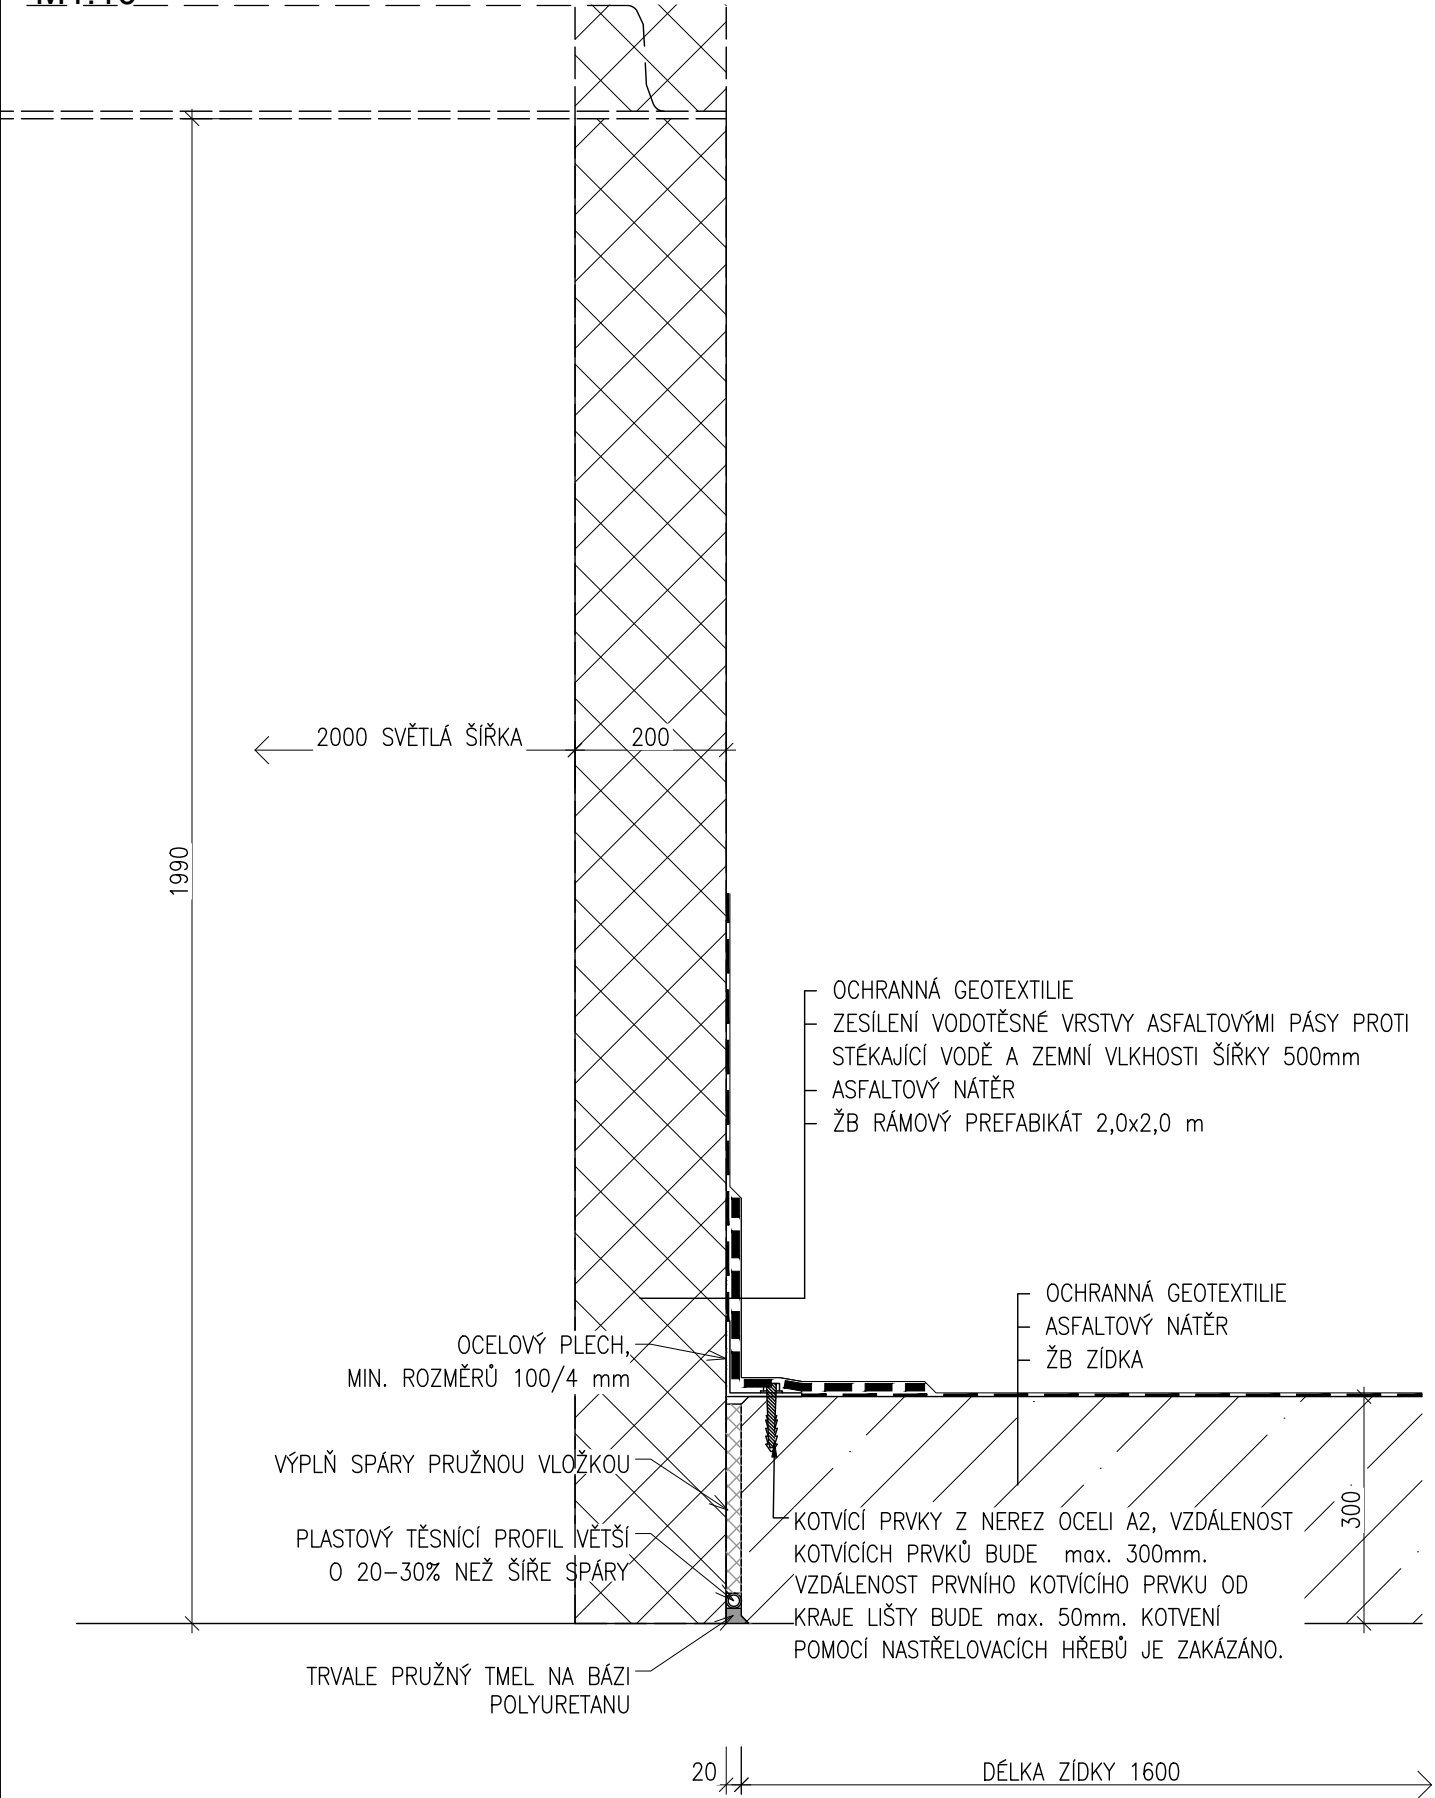 2000 SVĚTLÁ ŠÍŘKA
200
1990
OCHRANNÁ GEOTEXTILIE
ZESÍLENÍ VODOTĚSNÉ VRSTVY ASFALTOVÝMI PÁSY PROTI
STÉKAJÍCÍ VODĚ A ZEMNÍ VLKHOSTI ŠÍŘKY 500mm
ASFALTOVÝ NÁTĚR
ŽB RÁMOVÝ PREFABIKÁT 2,0x2,0 m
OCHRANNÁ GEOTEXTILIE
ASFALTOVÝ NÁTĚR
ŽB ZÍDKA
OCELOVÝ PLECH,
MIN. ROZMĚRŮ 100/4 mm
VÝPLŇ SPÁRY PRUŽNOU VLOŽKOU
PLASTOVÝ TĚSNÍCÍ PROFIL VĚTŠÍ
O 20-30% NEŽ ŠÍŘE SPÁRY
300
KOTVÍCÍ PRVKY Z NEREZ OCELI A2, VZDÁLENOST
KOTVÍCÍCH PRVKŮ BUDE max. 300mm.
VZDÁLENOST PRVNÍHO KOTVÍCÍHO PRVKU OD
KRAJE LIŠTY BUDE max. 50mm. KOTVENÍ
POMOCÍ NASTŘELOVACÍCH HŘEBŮ JE ZAKÁZÁNO.
TRVALE PRUŽNÝ TMEL NA BÁZI
POLYURETANU
20
DÉLKA ZÍDKY 1600